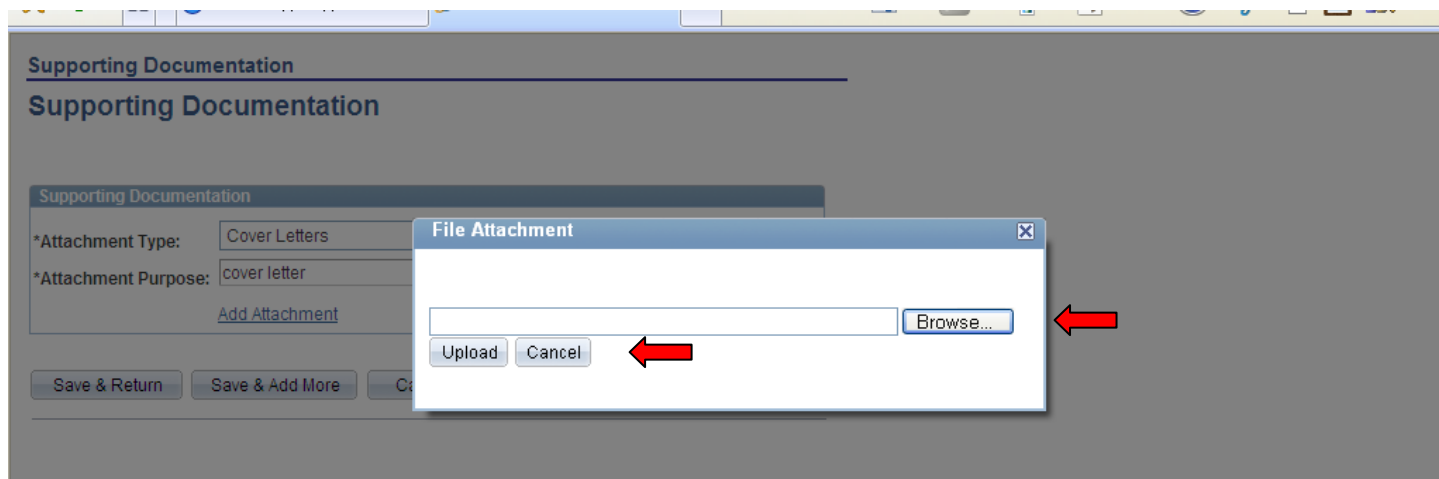 Supporting Documentation
Supporting Documentation
Supporting Documentation
*Attachment Type: Cover Letters
*Attachment Purpose: cover letter
Add Attachment
File Attachment
Browse...
Upload Cancel
Save & Return Save & Add More